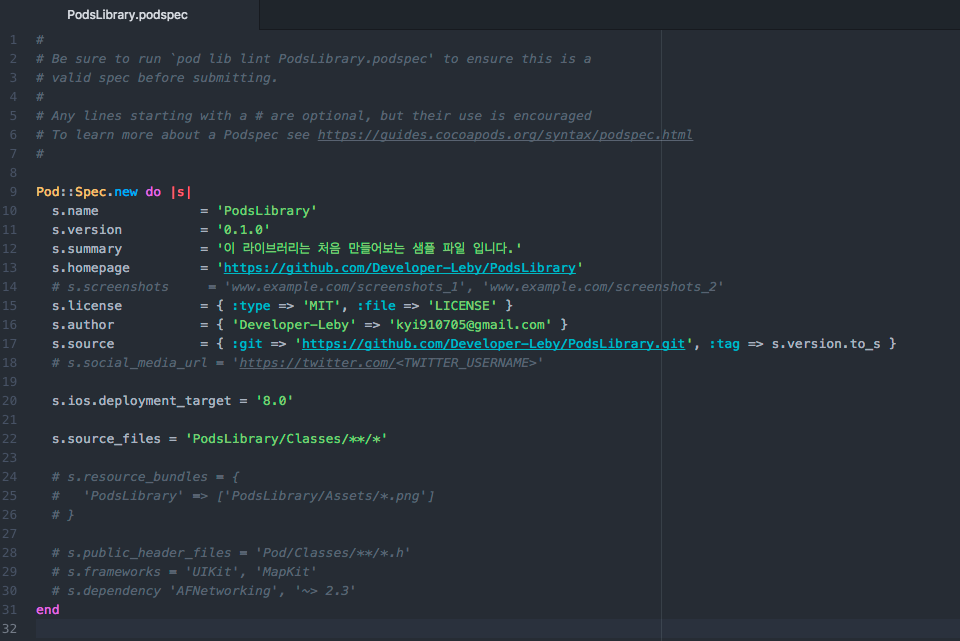 PodsLibrary.podspec
1 #
2 # Be sure to run `pod lib lint PodsLibrary.podspec' to ensure this is a
3 # valid spec before submitting.
4 #
5 # Any lines starting with a # are optional, but their use is encouraged
6 # To learn more about a Podspec see https://guides.cocoapods.org/syntax/podspec.html
7 #
8
9 Pod::Spec.new do |s|
10   s.name             = 'PodsLibrary'
11   s.version          = '0.1.0'
12   s.summary          = '이 라이브러리는 처음 만들어보는 샘플 파일 입니다.'
13   s.homepage         = 'https://github.com/Developer-Leby/PodsLibrary'
14   # s.screenshots     = 'www.example.com/screenshots_1', 'www.example.com/screenshots_2'
15   s.license          = { :type => 'MIT', :file => 'LICENSE' }
16   s.author           = { 'Developer-Leby' => 'kyi910705@gmail.com' }
17   s.source           = { :git => 'https://github.com/Developer-Leby/PodsLibrary.git', :tag => s.version.to_s }
18   # s.social_media_url = 'https://twitter.com/<TWITTER_USERNAME>'
19
20   s.ios.deployment_target = '8.0'
21
22   s.source_files = 'PodsLibrary/Classes/**/*'
23
24   # s.resource_bundles = {
25   #   'PodsLibrary' => ['PodsLibrary/Assets/*.png']
26   # }
27
28   # s.public_header_files = 'Pod/Classes/**/*.h'
29   # s.frameworks = 'UIKit', 'MapKit'
30   # s.dependency 'AFNetworking', '~> 2.3'
31 end
32